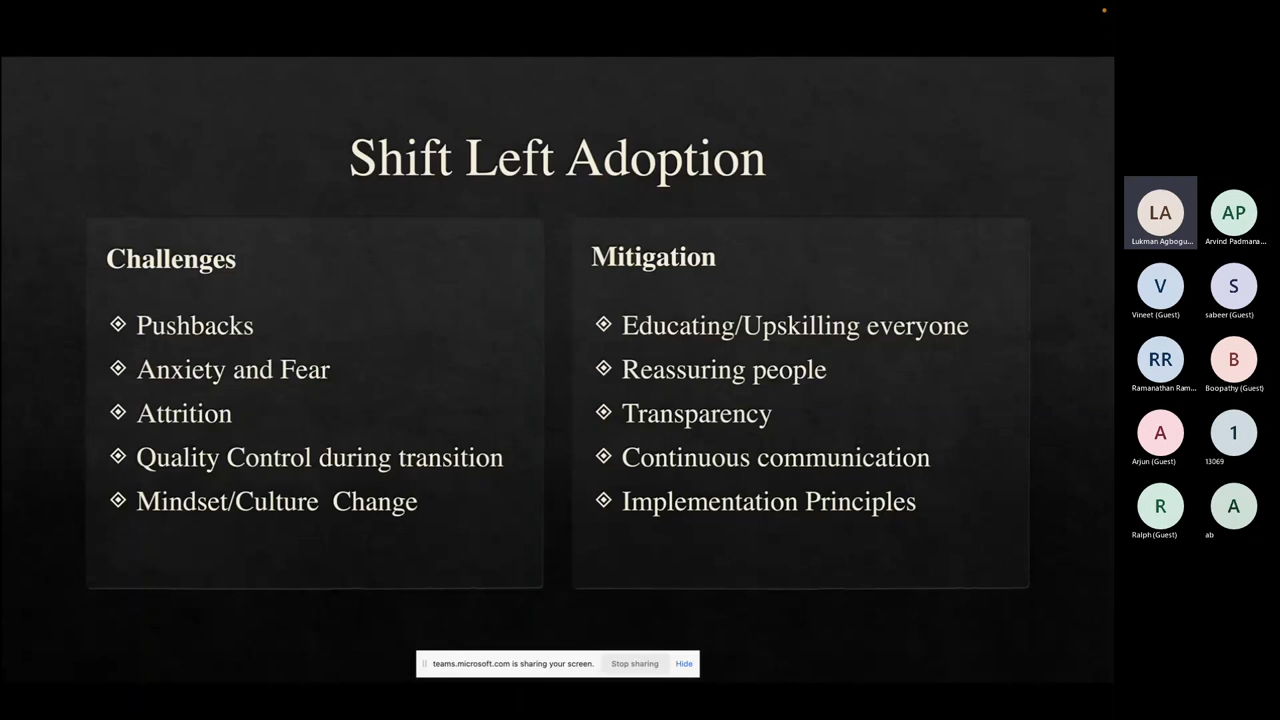 Shift Left Adoption
Challenges
Pushbacks
Anxiety and Fear
Attrition
Quality Control during transition
Mindset/Culture  Change
Mitigation
Educating/Upskilling everyone
Reassuring people
Transparency
Continuous communication
Implementation Principles
teams.microsoft.com is sharing your screen. Stop sharing Hide
LA AP
Lukman Agbogu... Arvind Padmana...
V S
Vineet (Guest) sabeer (Guest)
RR B
Ramanathan Ram... Boopathy (Guest)
A 1
Arjun (Guest) 13069
R A
Ralph (Guest) ab